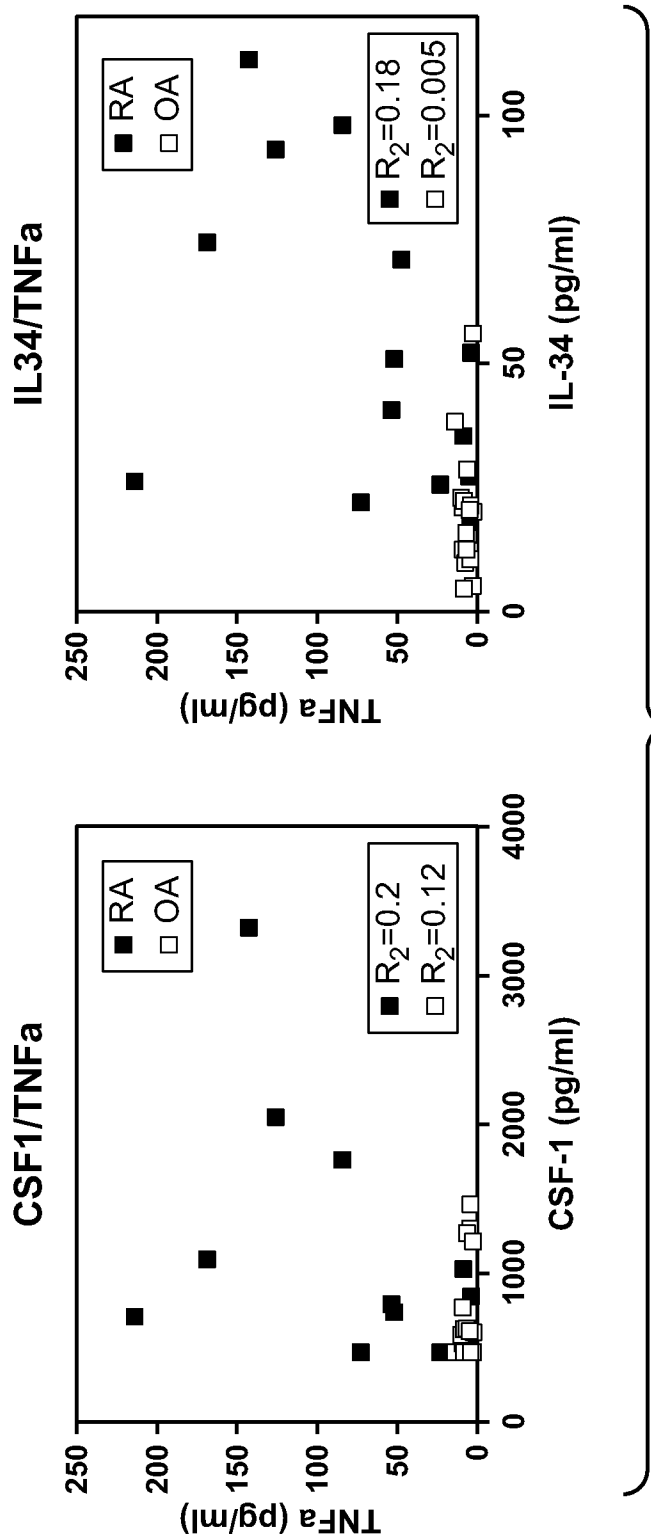 CSF1/TNFa
TNFa (pg/ml)
250
200
150
100
50
0
RA
OA
R2=0.2
R2=0.12
0
1000
2000
3000
4000
CSF-1 (pg/ml)
IL34/TNFa
TNFa (pg/ml)
250
200
150
100
50
0
RA
OA
R2=0.18
R2=0.005
0
50
100
IL-34 (pg/ml)